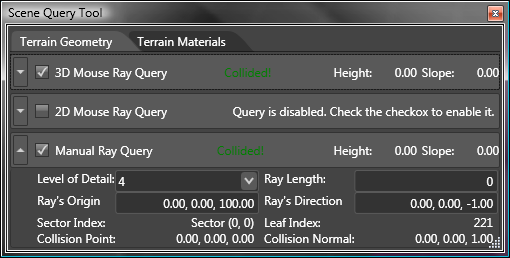 Scene Query Tool
Terrain Geometry Terrain Materials
3D Mouse Ray Query Collided! Height: 0.00 Slope: 0.00
2D Mouse Ray Query Query is disabled. Check the checkox to enable it.
Manual Ray Query Collided! Height: 0.00 Slope: 0.00
Level of Detail: 4 Ray Length: 0
Ray's Origin 0.00, 0.00, 100.00 Ray's Direction 0.00, 0.00, -1.00
Sector Index: Sector (0, 0) Leaf Index: 221
Collision Point: 0.00, 0.00, 0.00 Collision Normal: 0.00, 0.00, 1.00